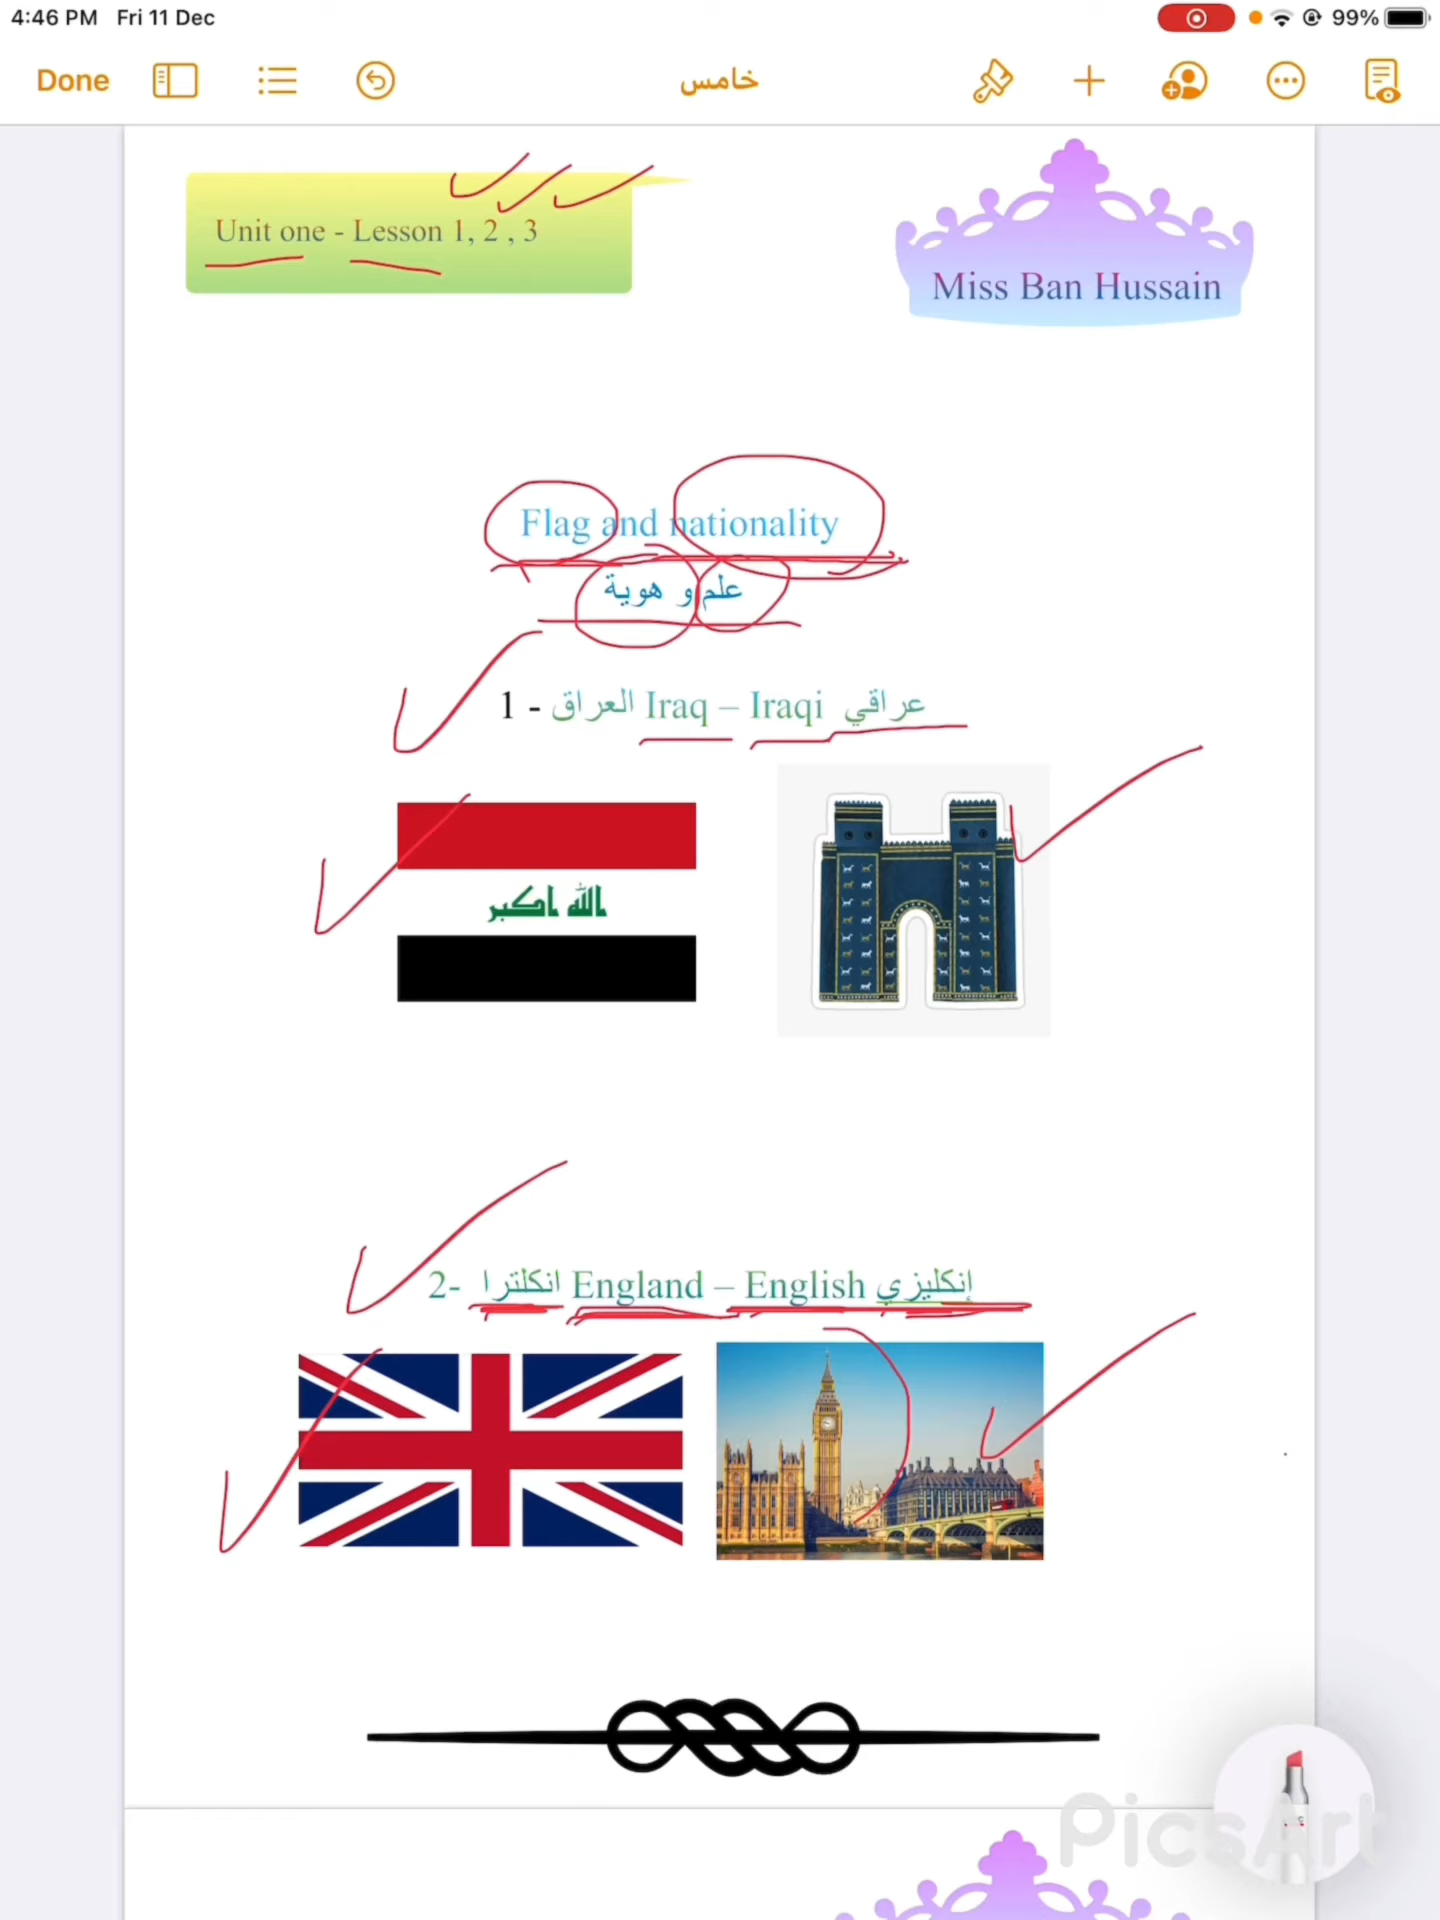 4:46 PM Fri 11 Dec 99%
Done خامس
Unit one - Lesson 1, 2 , 3
Miss Ban Hussain
Flag and nationality
علم و هوية
1 - العراق Iraq – Iraqi عراقي
الله اكبر
2- انكلترا England – English إنكليزي
PicsArt